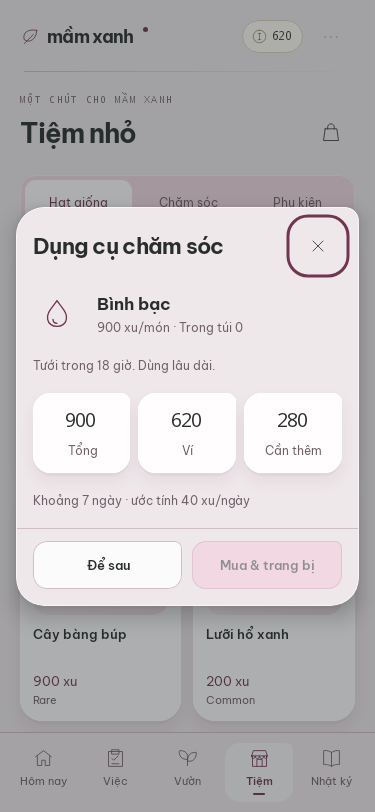 mầm xanh
620
...
MỘT CHÚT CHO MẦM XANH
Tiệm nhỏ
Hạt giống
Chăm sóc
Phụ kiện
Dụng cụ chăm sóc
Bình bạc
900 xu/món · Trong túi 0
Tưới trong 18 giờ. Dùng lâu dài.
900
620
280
Tổng
Ví
Cần thêm
Khoảng 7 ngày · ước tính 40 xu/ngày
Để sau
Mua & trang bị
Cây bàng búp
Lưỡi hổ xanh
900 xu
200 xu
Rare
Common
Hôm nay
Việc
Vườn
Tiệm
Nhật ký